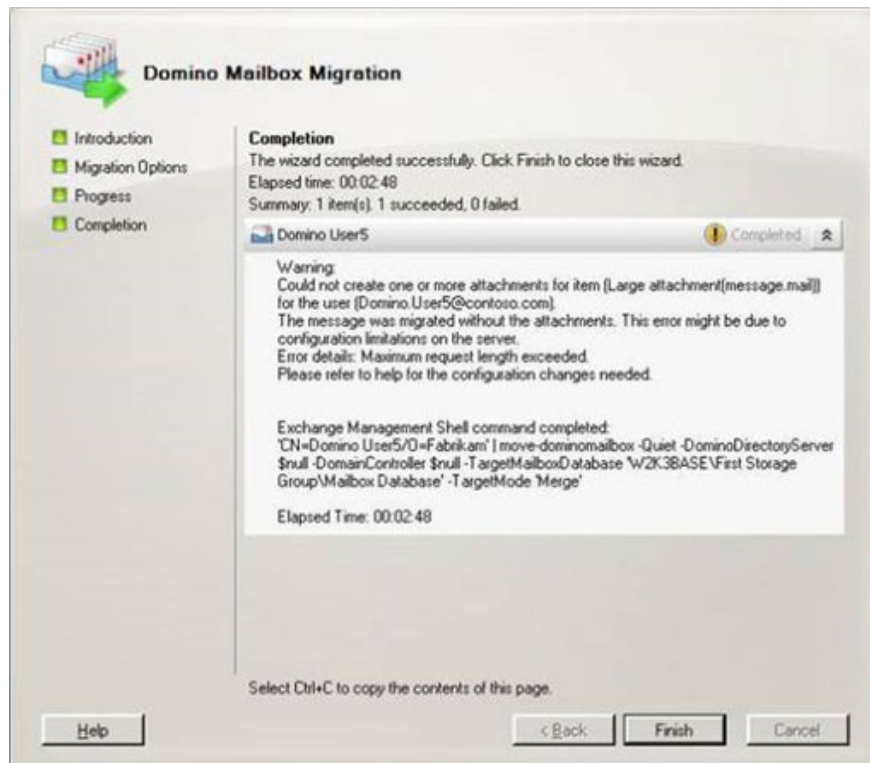 Domino Mailbox Migration
Introduction
Migration Options
Progress
Completion
Completion
The wizard completed successfully. Click Finish to close this wizard.
Elapsed time: 00:02:48
Summary: 1 item(s). 1 succeeded, 0 failed.
Domino User5
Completed
Warning:
Could not create one or more attachments for item (Large attachment(message.mail))
for the user (Domino.User5@contoso.com).
The message was migrated without the attachments. This error might be due to
configuration limitations on the server.
Error details: Maximum request length exceeded.
Please refer to help for the configuration changes needed.
Exchange Management Shell command completed:
'CN=Domino User5/O=Fabrikam' | move-dominomailbox -Quiet -DominoDirectoryServer
$null -DomainController $null -TargetMailboxDatabase 'W2K3BASE\First Storage
Group\Mailbox Database' -TargetMode 'Merge'
Elapsed Time: 00:02:48
Select Ctrl+C to copy the contents of this page.
Help
< Back
Finish
Cancel